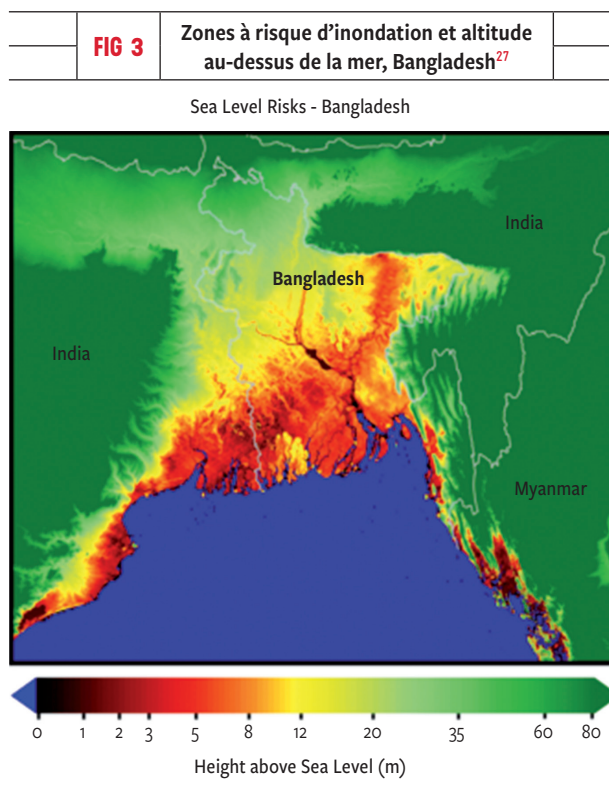 FIG 3
Zones à risque d’inondation et altitude
au-dessus de la mer, Bangladesh27
Sea Level Risks - Bangladesh
India
Bangladesh
India
Myanmar
0 1 2 3 5 8 12 20 35 60 80
Height above Sea Level (m)